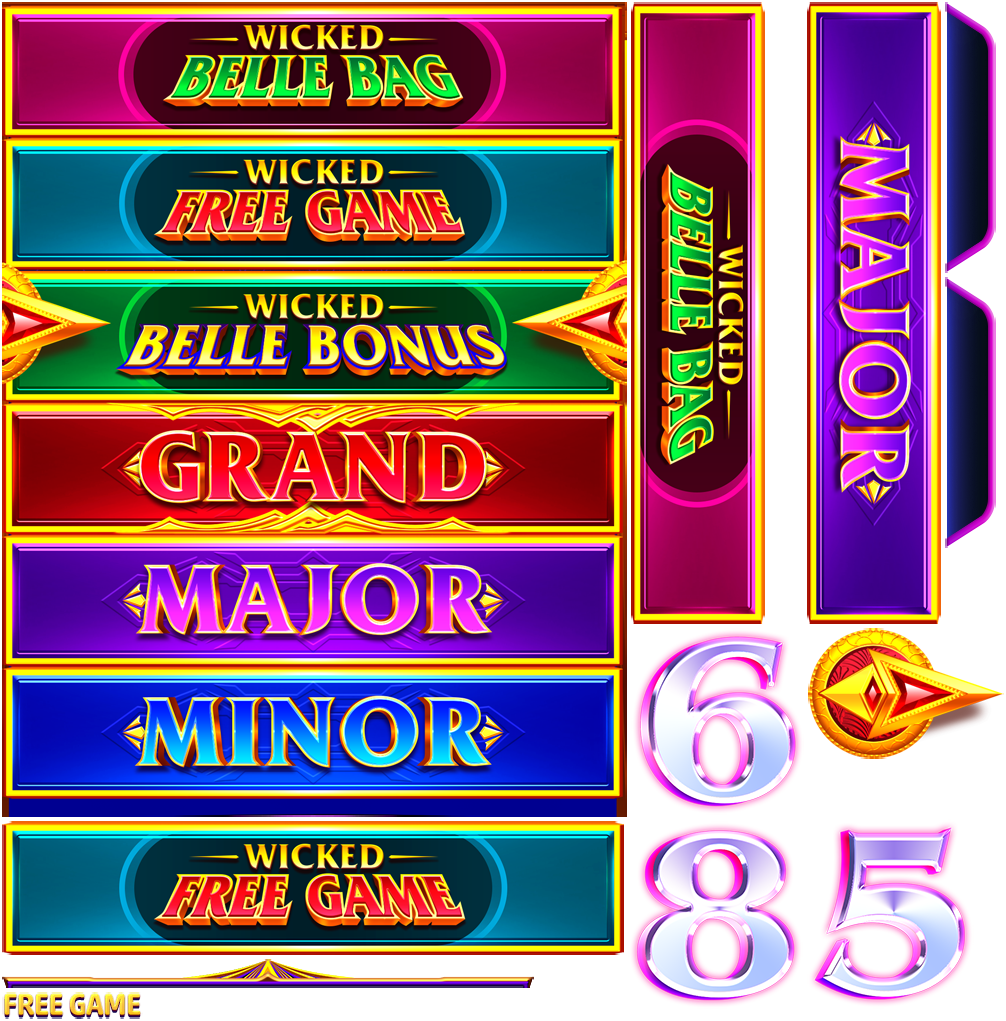 WICKED
BELLE BAG
WICKED
FREE GAME
WICKED
BELLE BONUS
GRAND
MAJOR
MINOR
WICKED
FREE GAME
FREE GAME
WICKED
BELLE BAG
MAJOR
6
8
5